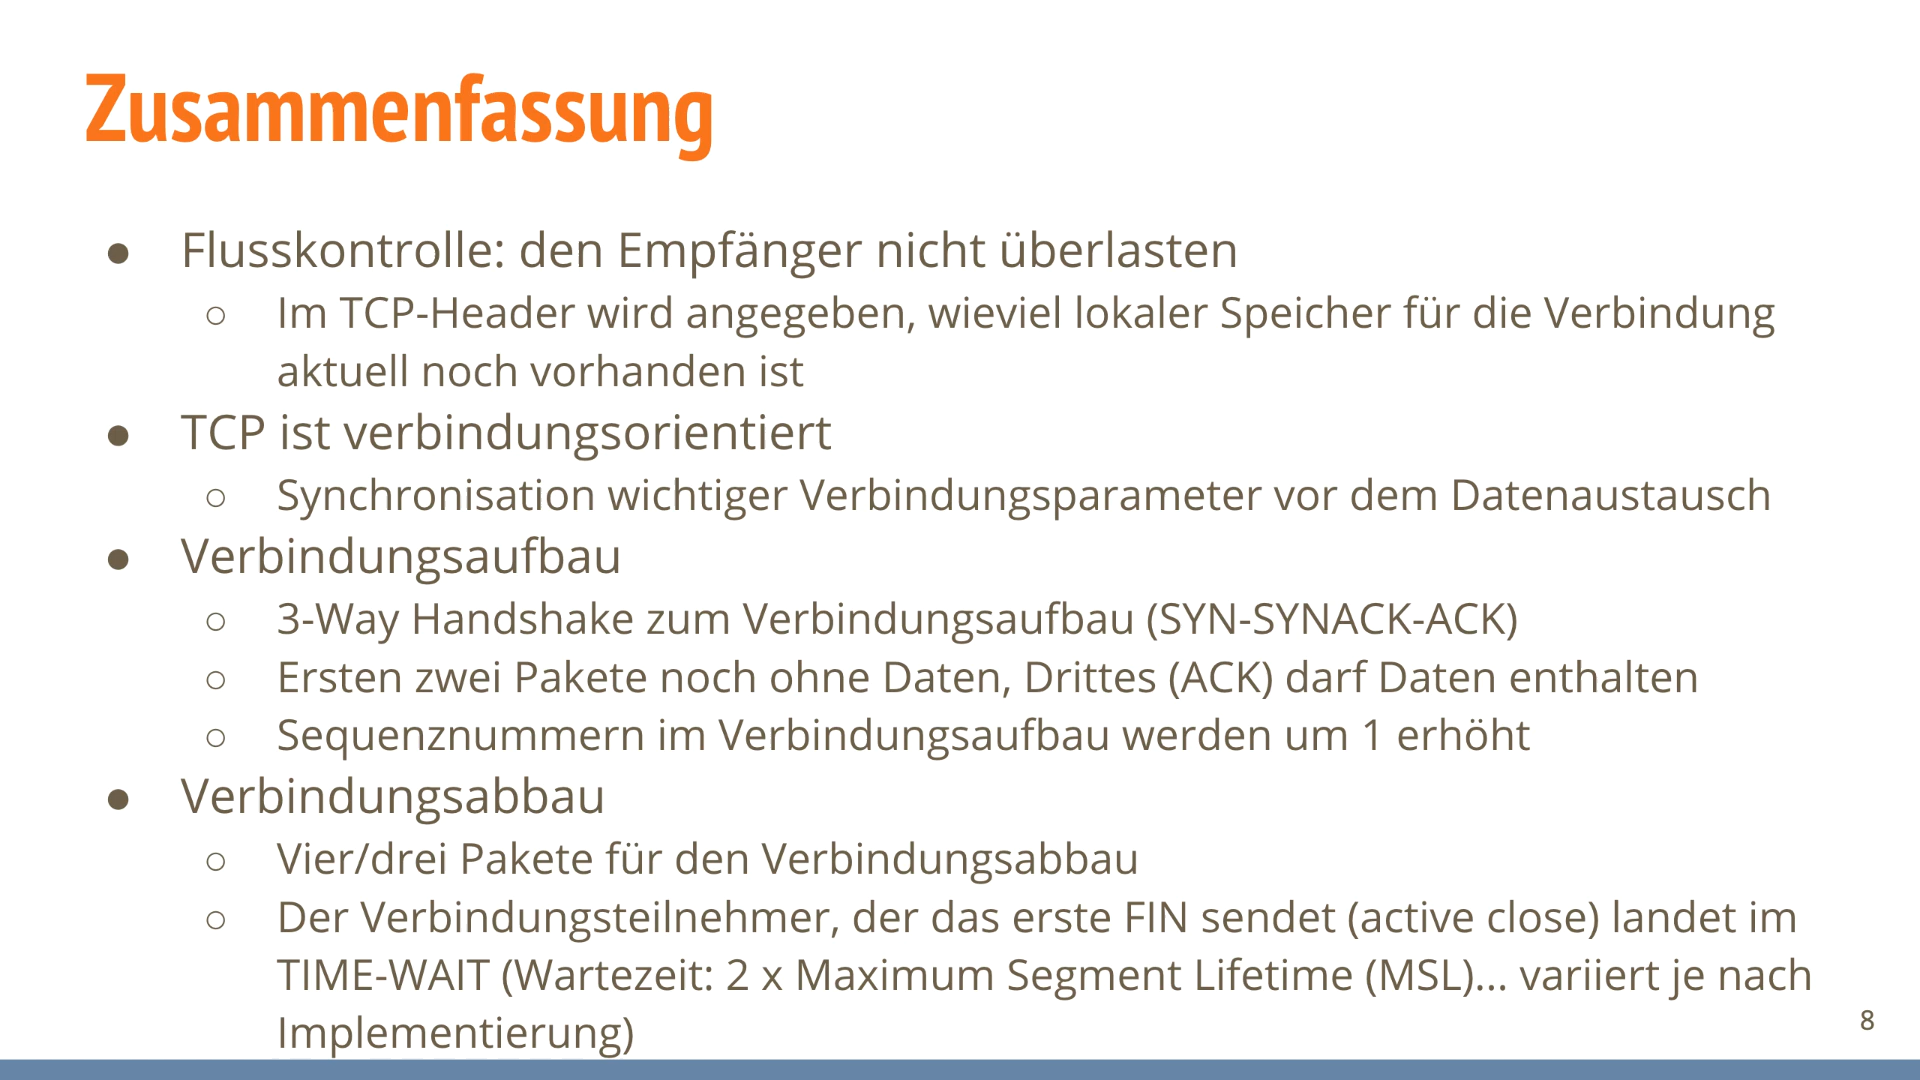 Zusammenfassung
● Flusskontrolle: den Empfänger nicht überlasten
○ Im TCP-Header wird angegeben, wieviel lokaler Speicher für die Verbindung
aktuell noch vorhanden ist
● TCP ist verbindungsorientiert
○ Synchronisation wichtiger Verbindungsparameter vor dem Datenaustausch
● Verbindungsaufbau
○ 3-Way Handshake zum Verbindungsaufbau (SYN-SYNACK-ACK)
○ Ersten zwei Pakete noch ohne Daten, Drittes (ACK) darf Daten enthalten
○ Sequenznummern im Verbindungsaufbau werden um 1 erhöht
● Verbindungsabbau
○ Vier/drei Pakete für den Verbindungsabbau
○ Der Verbindungsteilnehmer, der das erste FIN sendet (active close) landet im
TIME-WAIT (Wartezeit: 2 x Maximum Segment Lifetime (MSL)... variiert je nach
Implementierung)
8